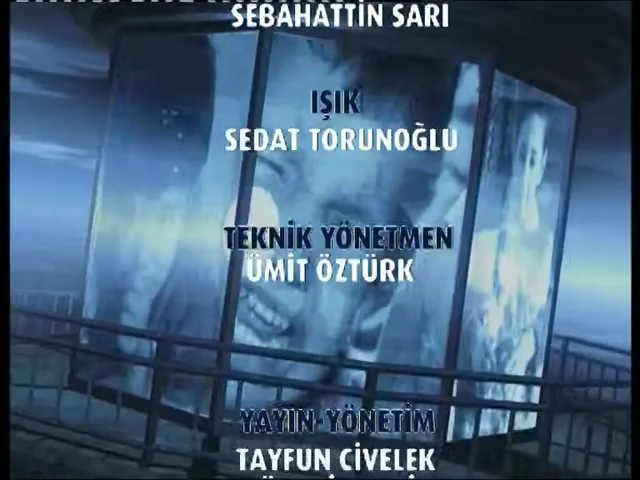 SEBAHATTİN SARI
IŞIK
SEDAT TORUNOĞLU
TEKNİK YÖNETMEN
ÜMİT ÖZTÜRK
YAYIN-YÖNETİM
TAYFUN CİVELEK